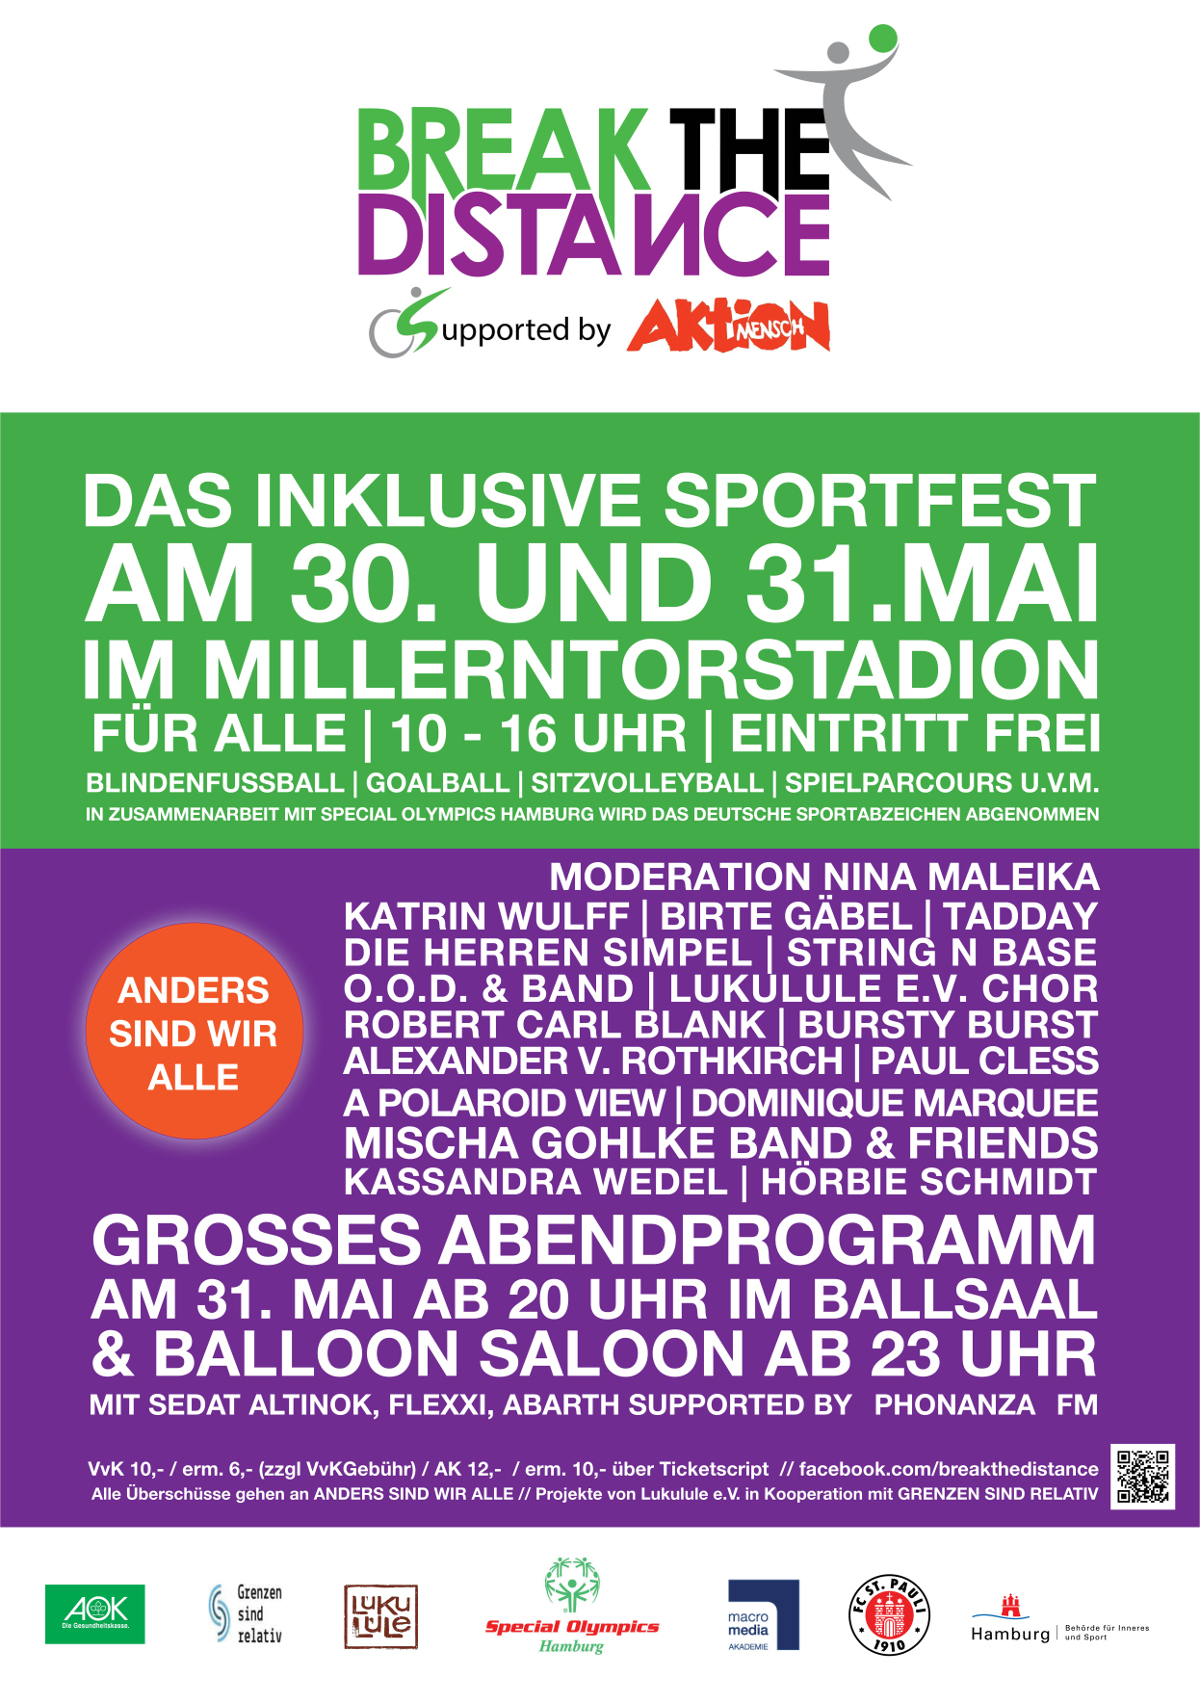 BREAK THE
DISTANCE
Supported by AKTION MENSCH
DAS INKLUSIVE SPORTFEST
AM 30. UND 31.MAI
IM MILLERNTORSTADION
FÜR ALLE | 10 - 16 UHR | EINTRITT FREI
BLINDENFUSSBALL | GOALBALL | SITZVOLLEYBALL | SPIELPARCOURS U.V.M.
IN ZUSAMMENARBEIT MIT SPECIAL OLYMPICS HAMBURG WIRD DAS DEUTSCHE SPORTABZEICHEN ABGENOMMEN
MODERATION NINA MALEIKA
KATRIN WULFF | BIRTE GÄBEL | TADDAY
DIE HERREN SIMPEL | STRING N BASE
O.O.D. & BAND | LUKULULE E.V. CHOR
ROBERT CARL BLANK | BURSTY BURST
ALEXANDER V. ROTHKIRCH | PAUL CLESS
A POLAROID VIEW | DOMINIQUE MARQUEE
MISCHA GOHLKE BAND & FRIENDS
KASSANDRA WEDEL | HÖRBIE SCHMIDT
ANDERS
SIND WIR
ALLE
GROSSES ABENDPROGRAMM
AM 31. MAI AB 20 UHR IM BALLSAAL
& BALLOON SALOON AB 23 UHR
MIT SEDAT ALTINOK, FLEXXI, ABARTH SUPPORTED BY PHONANZA FM
VvK 10,- / erm. 6,- (zzgl VvKGebühr) / AK 12,- / erm. 10,- über Ticketscript // facebook.com/breakthedistance
Alle Überschüsse gehen an ANDERS SIND WIR ALLE // Projekte von Lukulule e.V. in Kooperation mit GRENZEN SIND RELATIV
AOK
Die Gesundheitskasse.
Grenzen
sind
relativ
LUKU
LULE
Special Olympics
Hamburg
macro
media
AKADEMIE
FC ST. PAULI
1910
Hamburg | Behörde für Inneres
und Sport